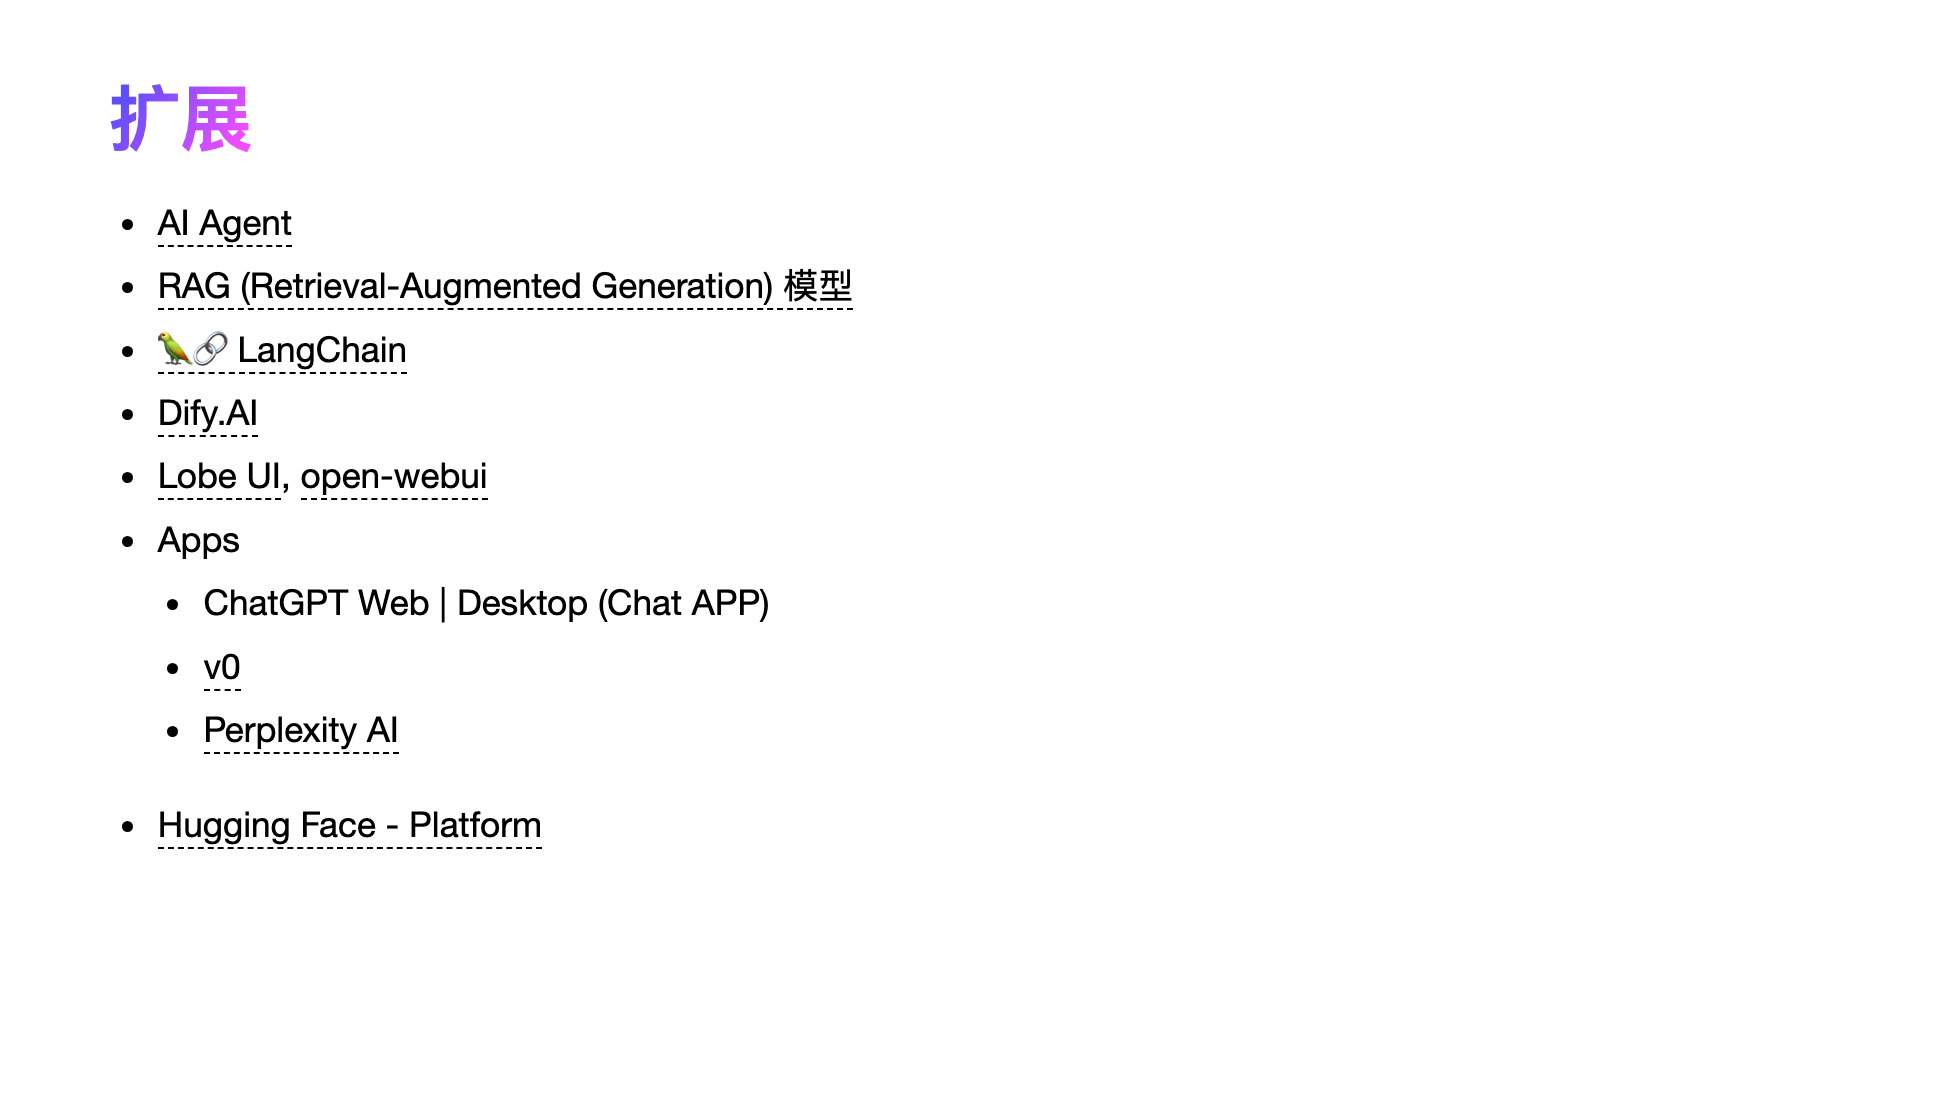 扩展
AI Agent
RAG (Retrieval-Augmented Generation) 模型
🦜🔗 LangChain
Dify.AI
Lobe UI, open-webui
Apps
ChatGPT Web | Desktop (Chat APP)
v0
Perplexity AI
Hugging Face - Platform